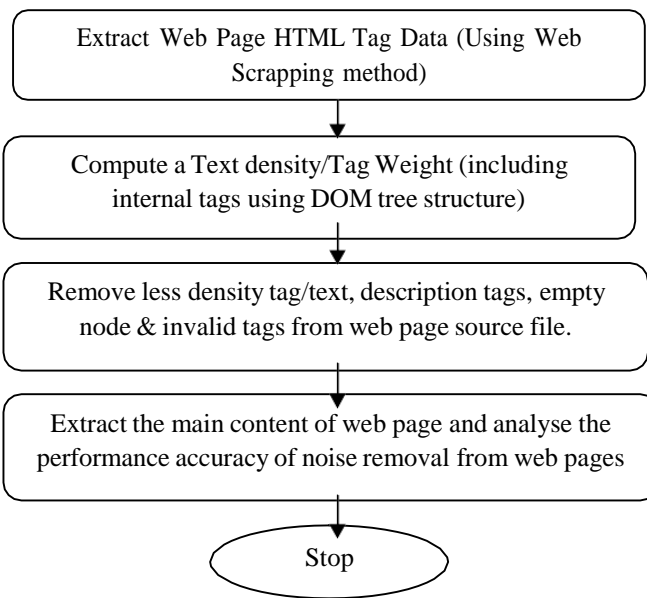 Extract Web Page HTML Tag Data (Using Web
Scrapping method)
Compute a Text density/Tag Weight (including
internal tags using DOM tree structure)
Remove less density tag/text, description tags, empty
node & invalid tags from web page source file.
Extract the main content of web page and analyse the
performance accuracy of noise removal from web pages
Stop